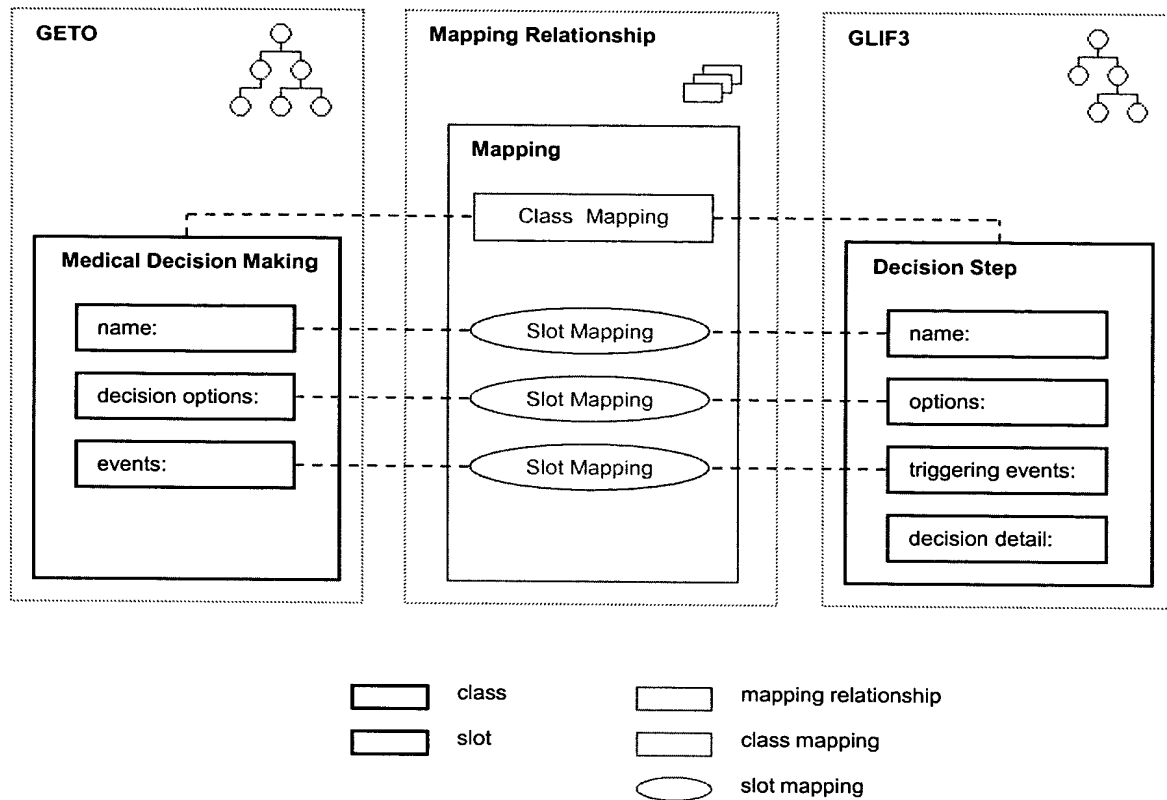 GETO
Mapping Relationship
GLIF3
Mapping
Class Mapping
Medical Decision Making
Decision Step
name:
Slot Mapping
name:
decision options:
Slot Mapping
options:
events:
Slot Mapping
triggering events:
decision detail:
class
mapping relationship
slot
class mapping
slot mapping